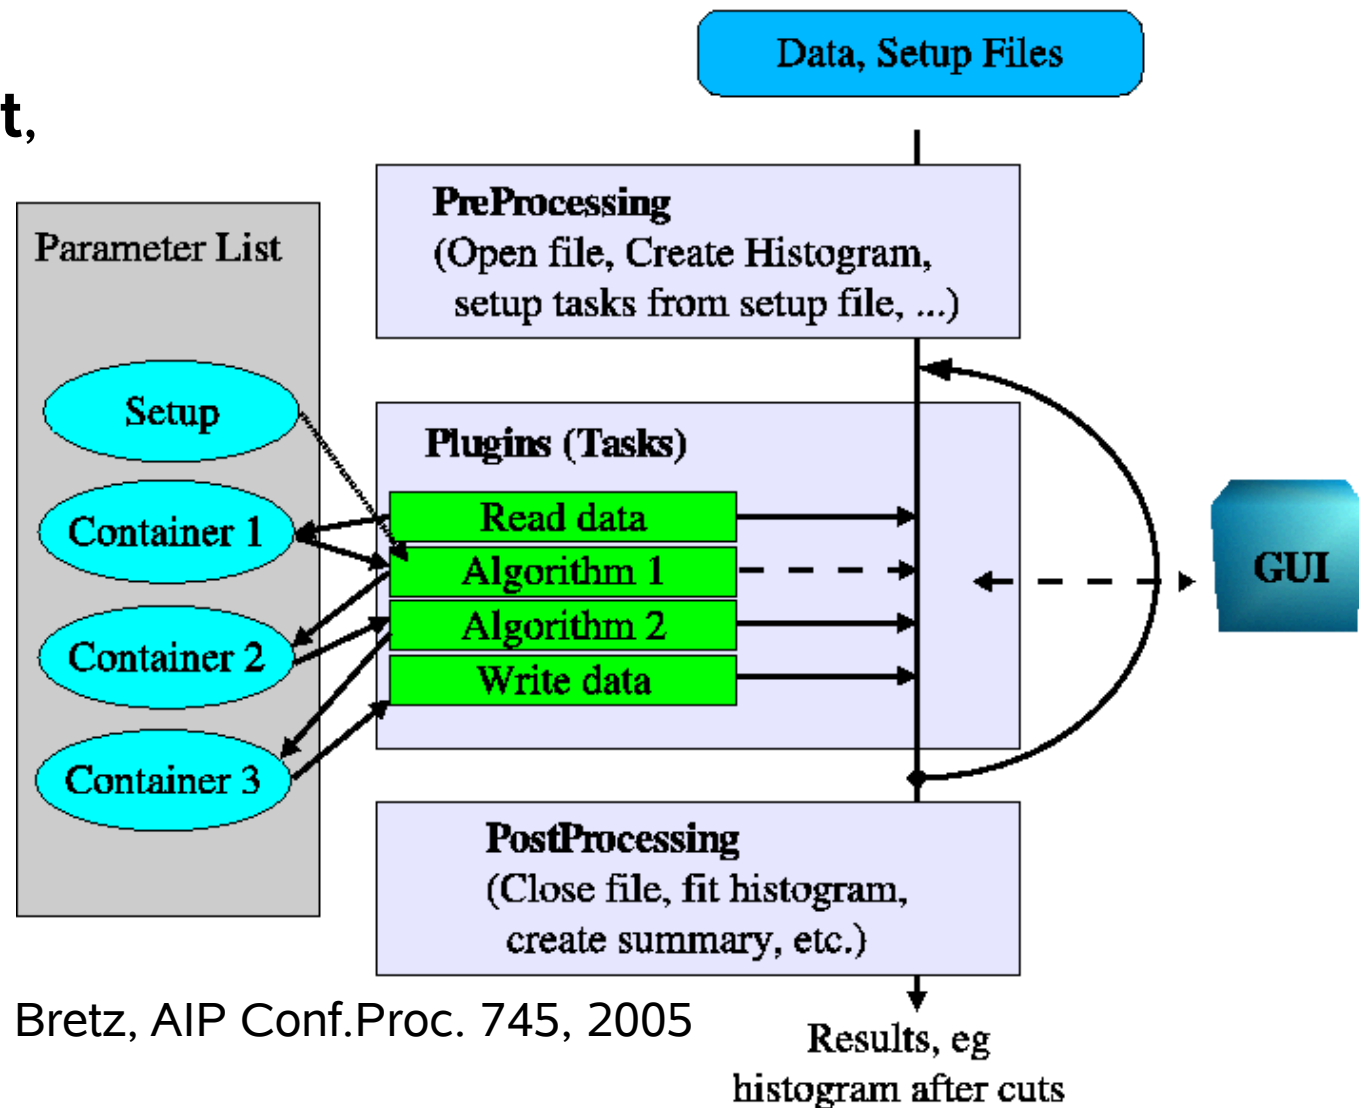 Data, Setup Files
t,
PreProcessing
(Open file, Create Histogram,
setup tasks from setup file, ...)
Parameter List
Setup
Container 1
Container 2
Container 3
Plugins (Tasks)
Read data
Algorithm 1
Algorithm 2
Write data
GUI
PostProcessing
(Close file, fit histogram,
create summary, etc.)
Bretz, AIP Conf.Proc. 745, 2005
Results, eg
histogram after cuts